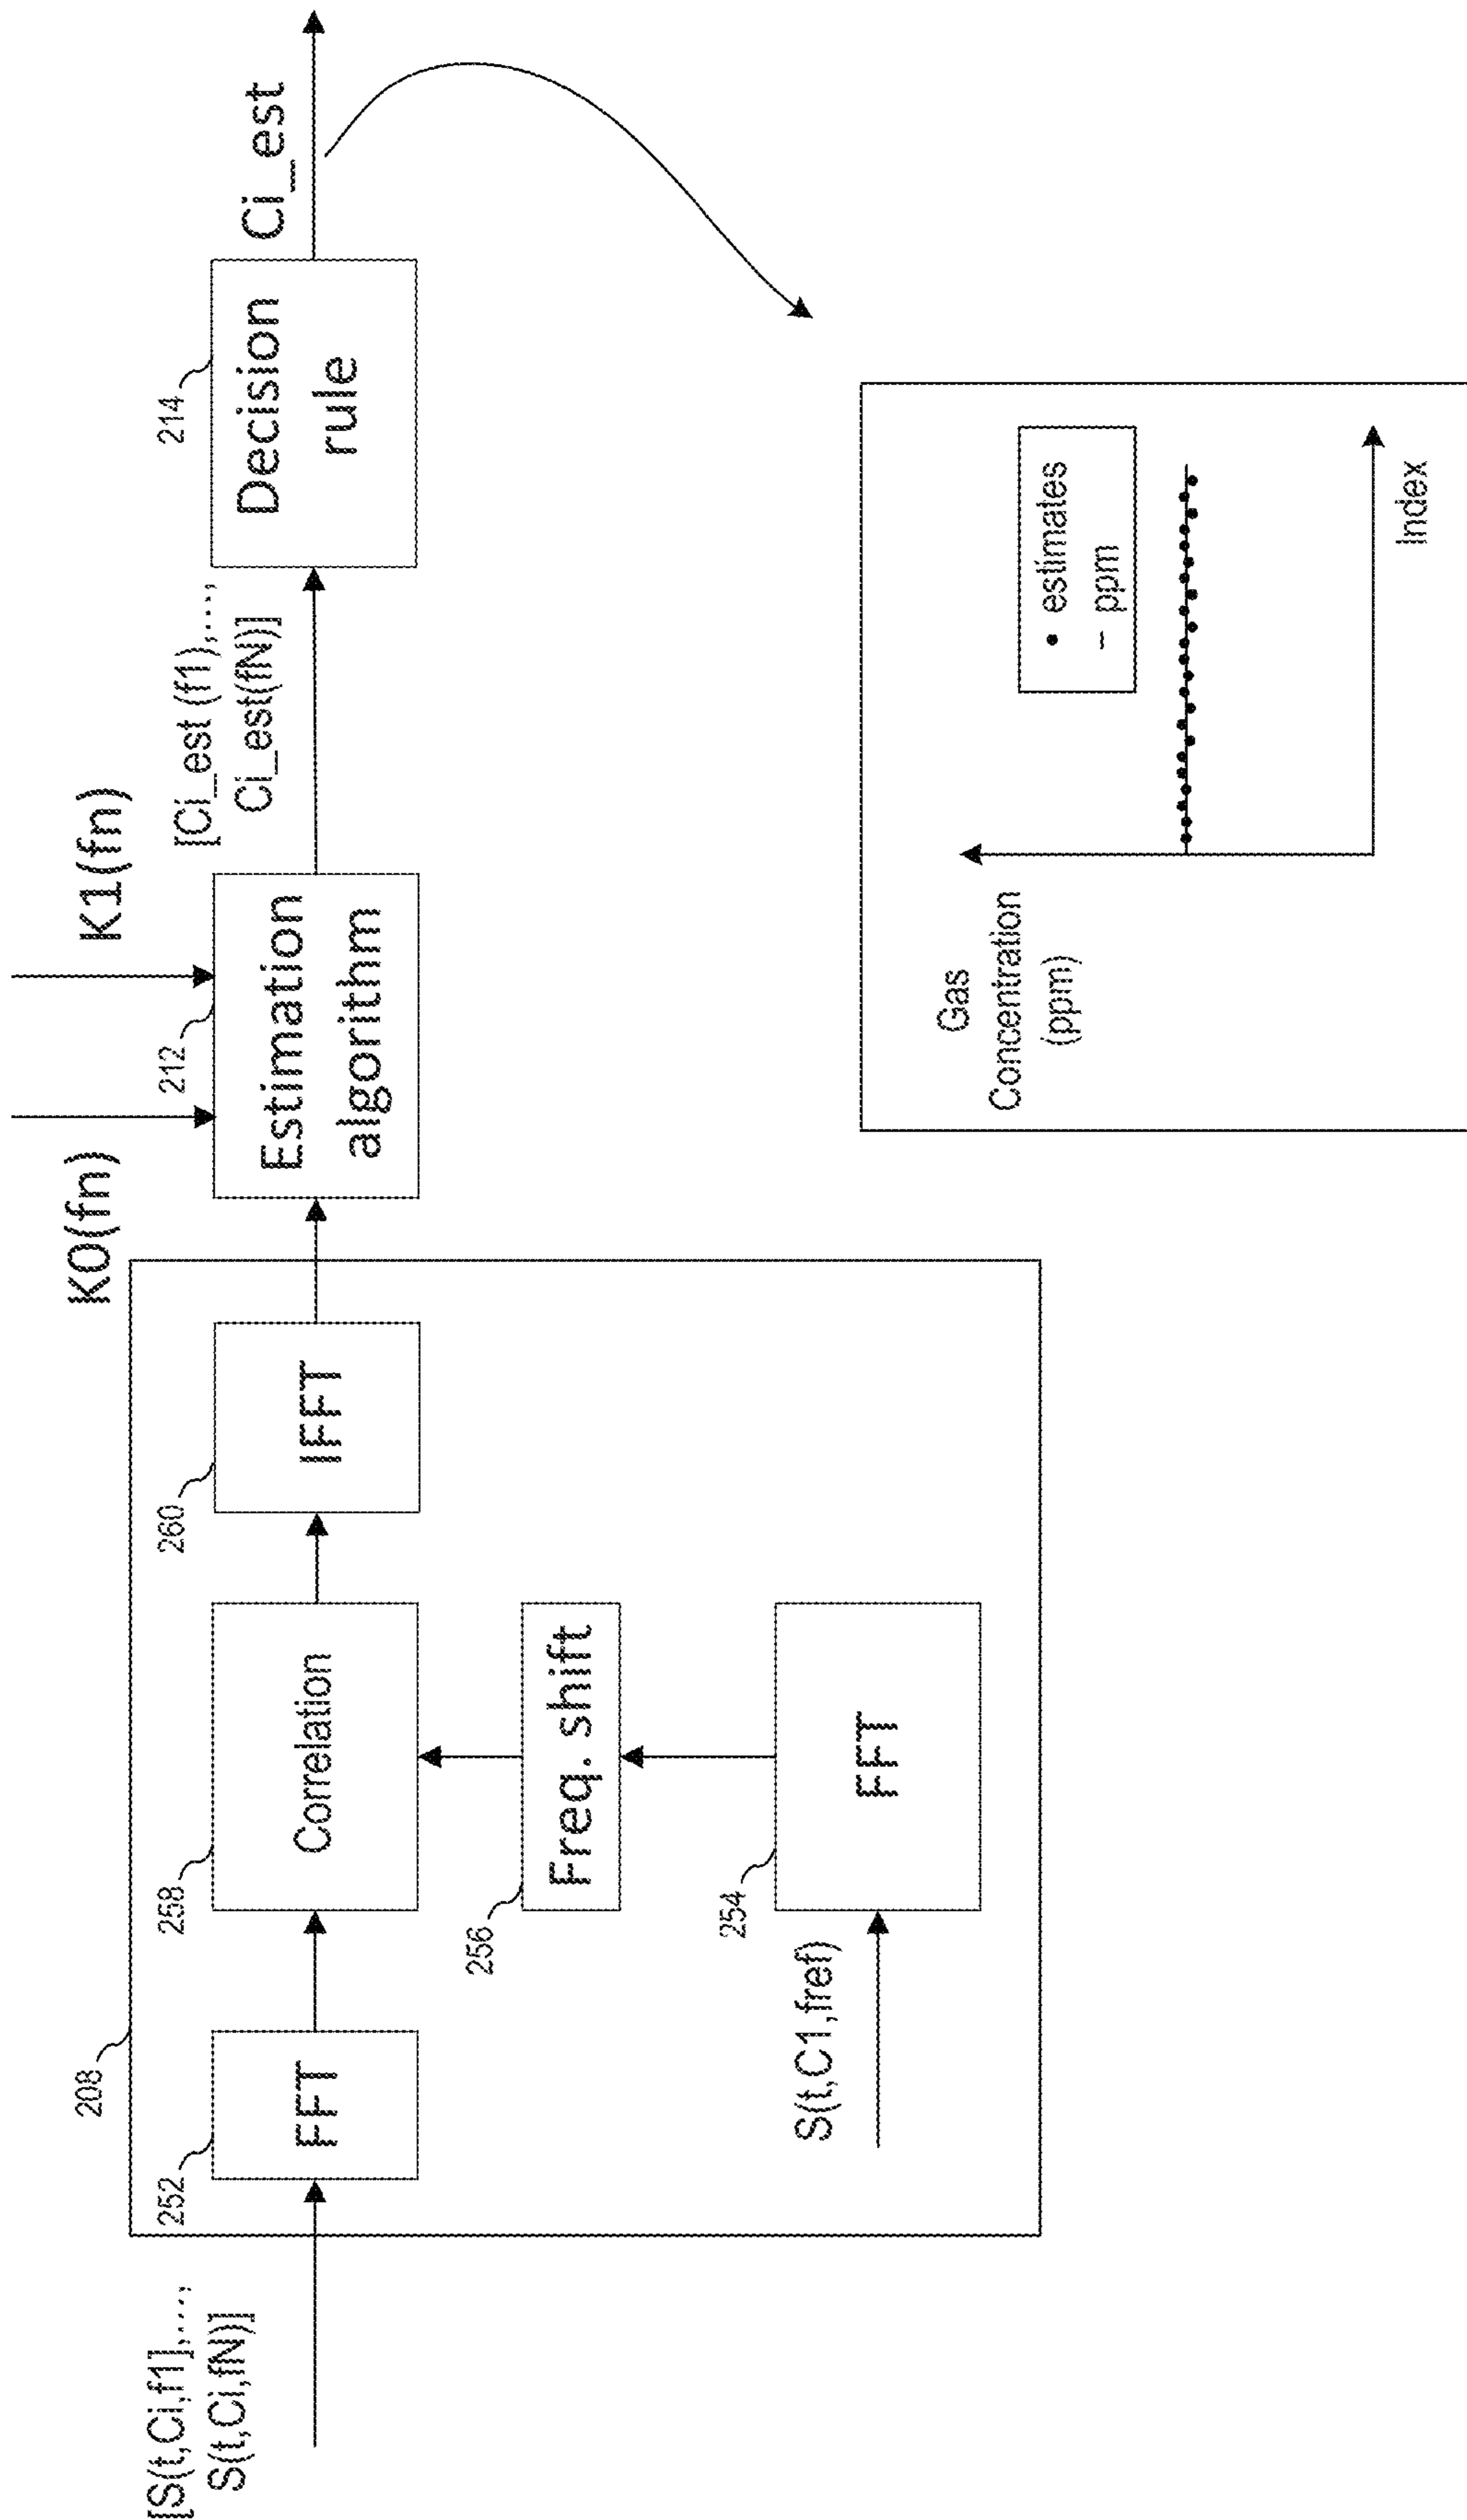 [S(t,Ci,f1],...,
S(t,Ci,fN)]
208
252
FFT
258
Correlation
260
IFFT
256
Freq. shift
254
FFT
S(t,C1,fref)
K0(fn)
K1(fn)
212
Estimation
algorithm
[Ci_est (f1),...,
Ci_est(fN)]
214
Decision
rule
Ci_est
Gas
Concentration
(ppm)
• estimates
– ppm
Index